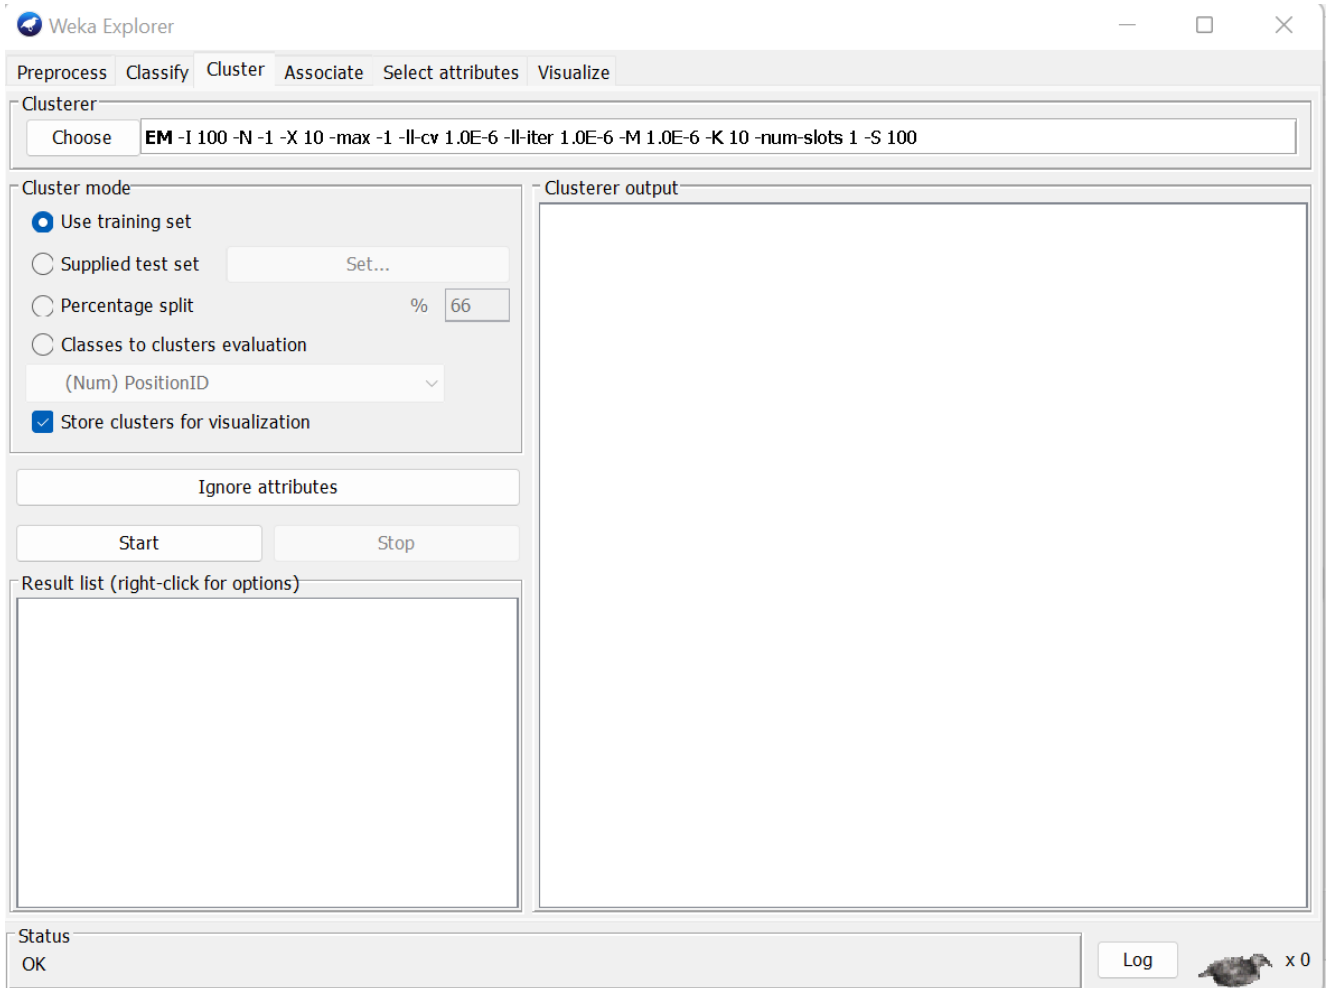 Weka Explorer
Preprocess Classify Cluster Associate Select attributes Visualize
Clusterer
Choose EM -I 100 -N -1 -X 10 -max -1 -ll-cv 1.0E-6 -ll-iter 1.0E-6 -M 1.0E-6 -K 10 -num-slots 1 -S 100
Cluster mode
Use training set
Supplied test set Set...
Percentage split % 66
Classes to clusters evaluation
(Num) PositionID
Store clusters for visualization
Ignore attributes
Start Stop
Result list (right-click for options)
Clusterer output
Status
OK
Log x 0